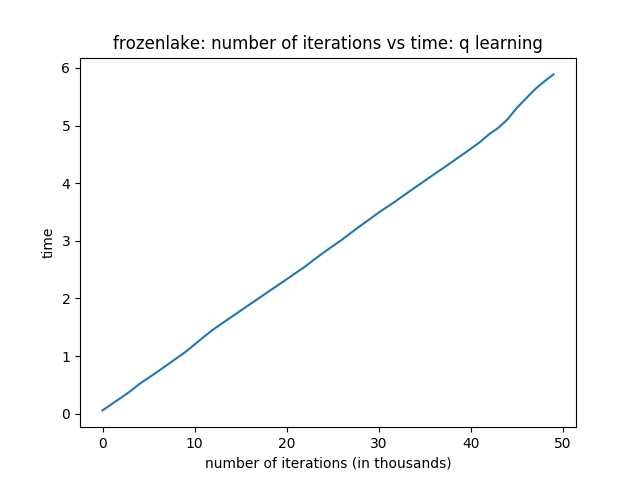 frozenlake: number of iterations vs time: q learning
6
5
4
3
2
1
0
time
0 10 20 30 40 50
number of iterations (in thousands)